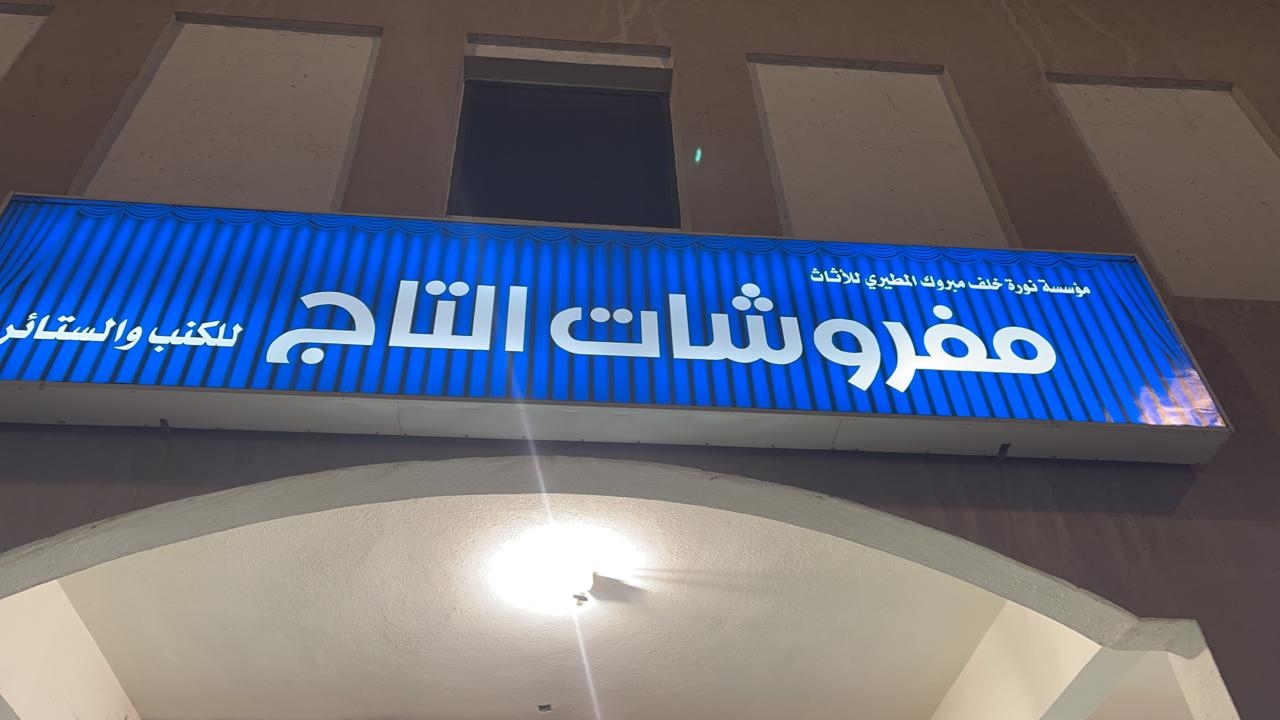 مؤسسة نورة خلف مبروك المطيري للأثاث
مفروشات التاج
للكنب والستائر